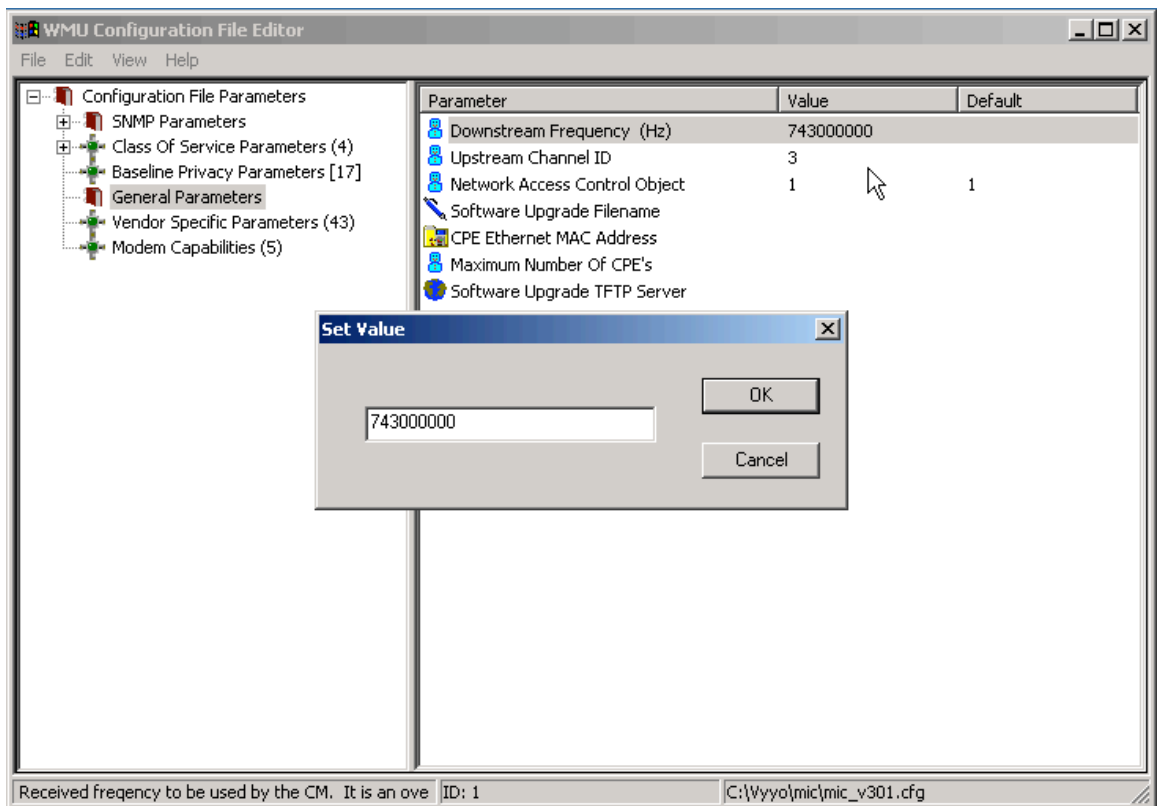 WMU Configuration File Editor
File Edit View Help
Configuration File Parameters
SNMP Parameters
Class Of Service Parameters (4)
Baseline Privacy Parameters [17]
General Parameters
Vendor Specific Parameters (43)
Modem Capabilities (5)
Parameter Value Default
Downstream Frequency (Hz) 743000000
Upstream Channel ID 3
Network Access Control Object 1 1
Software Upgrade Filename
CPE Ethernet MAC Address
Maximum Number Of CPE's
Software Upgrade TFTP Server
Set Value
743000000
OK
Cancel
Received freqency to be used by the CM. It is an ove ID: 1 C:\Vyyo\mic\mic_v301.cfg